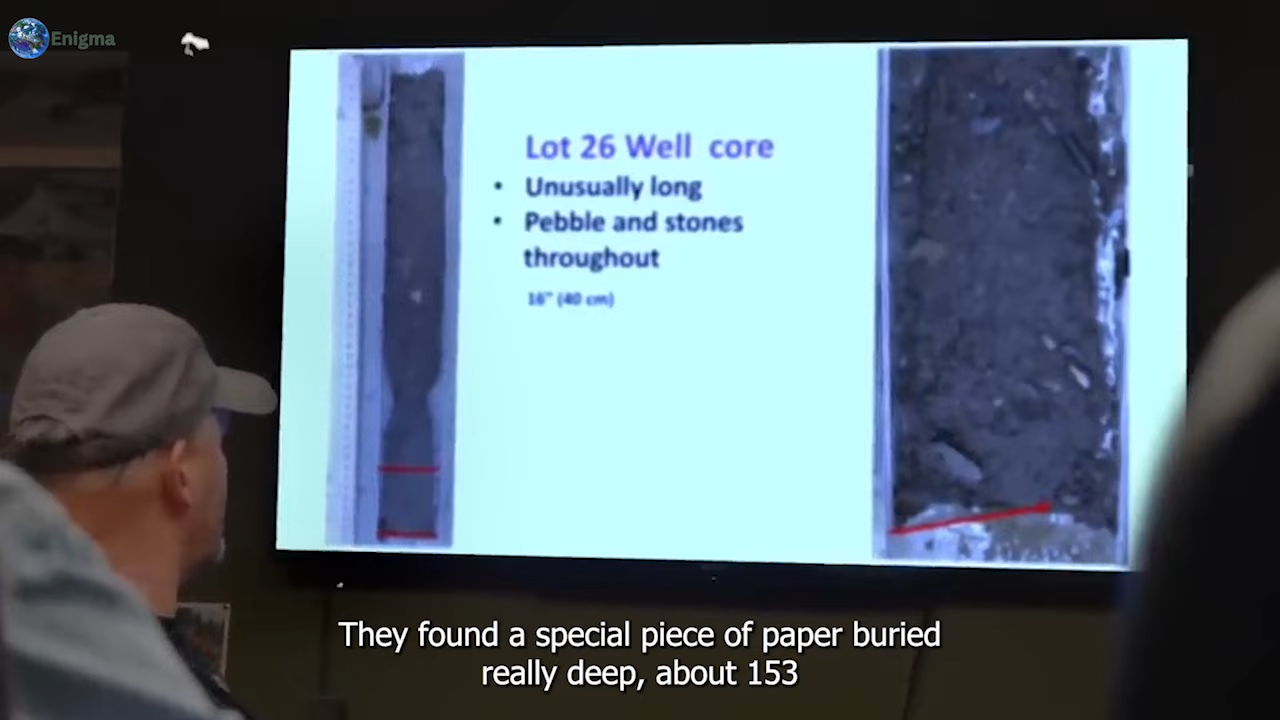 Enigma
Lot 26 Well core
• Unusually long
• Pebble and stones
throughout
16" (40 cm)
They found a special piece of paper buried
really deep, about 153